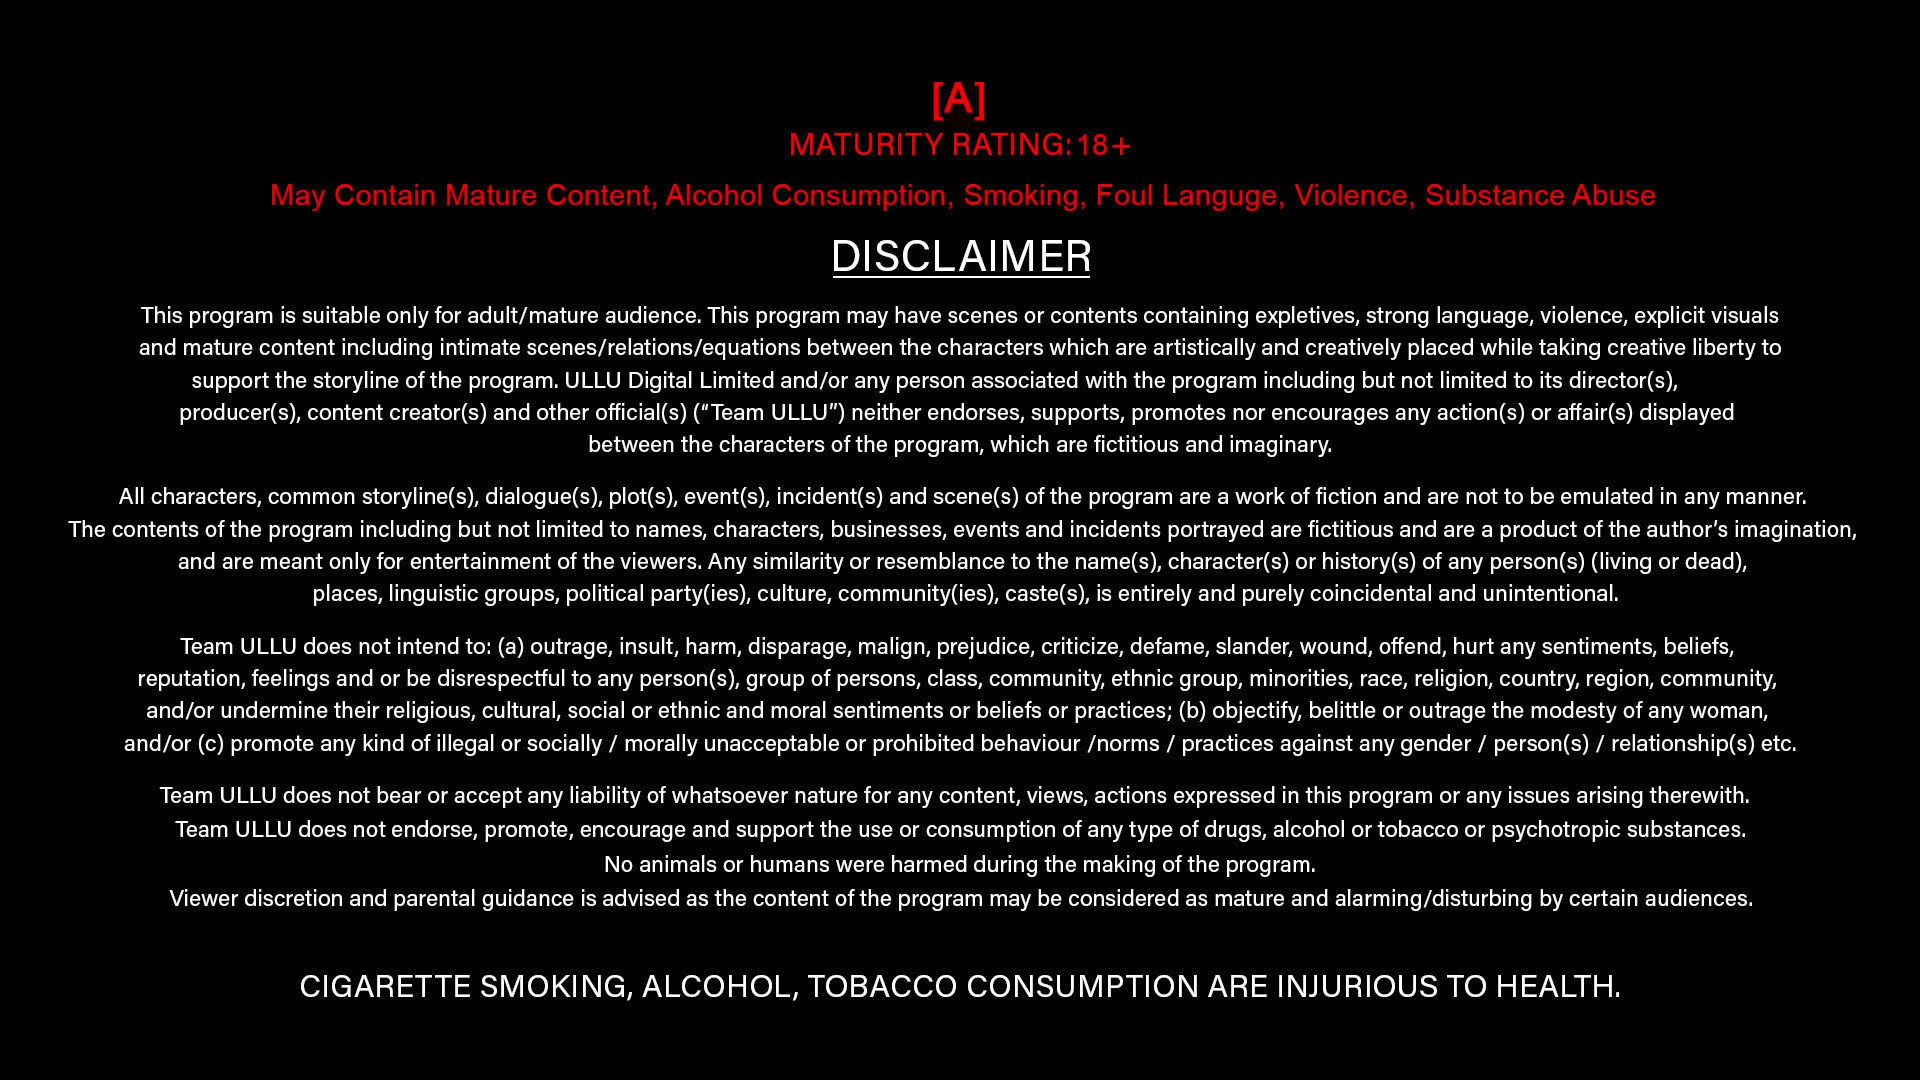 [A]
MATURITY RATING:18+
May Contain Mature Content, Alcohol Consumption, Smoking, Foul Languge, Violence, Substance Abuse
DISCLAIMER
This program is suitable only for adult/mature audience. This program may have scenes or contents containing expletives, strong language, violence, explicit visuals
and mature content including intimate scenes/relations/equations between the characters which are artistically and creatively placed while taking creative liberty to
support the storyline of the program. ULLU Digital Limited and/or any person associated with the program including but not limited to its director(s),
producer(s), content creator(s) and other official(s) (“Team ULLU”) neither endorses, supports, promotes nor encourages any action(s) or affair(s) displayed
between the characters of the program, which are fictitious and imaginary.
All characters, common storyline(s), dialogue(s), plot(s), event(s), incident(s) and scene(s) of the program are a work of fiction and are not to be emulated in any manner.
The contents of the program including but not limited to names, characters, businesses, events and incidents portrayed are fictitious and are a product of the author’s imagination,
and are meant only for entertainment of the viewers. Any similarity or resemblance to the name(s), character(s) or history(s) of any person(s) (living or dead),
places, linguistic groups, political party(ies), culture, community(ies), caste(s), is entirely and purely coincidental and unintentional.
Team ULLU does not intend to: (a) outrage, insult, harm, disparage, malign, prejudice, criticize, defame, slander, wound, offend, hurt any sentiments, beliefs,
reputation, feelings and or be disrespectful to any person(s), group of persons, class, community, ethnic group, minorities, race, religion, country, region, community,
and/or undermine their religious, cultural, social or ethnic and moral sentiments or beliefs or practices; (b) objectify, belittle or outrage the modesty of any woman,
and/or (c) promote any kind of illegal or socially / morally unacceptable or prohibited behaviour /norms / practices against any gender / person(s) / relationship(s) etc.
Team ULLU does not bear or accept any liability of whatsoever nature for any content, views, actions expressed in this program or any issues arising therewith.
Team ULLU does not endorse, promote, encourage and support the use or consumption of any type of drugs, alcohol or tobacco or psychotropic substances.
No animals or humans were harmed during the making of the program.
Viewer discretion and parental guidance is advised as the content of the program may be considered as mature and alarming/disturbing by certain audiences.
CIGARETTE SMOKING, ALCOHOL, TOBACCO CONSUMPTION ARE INJURIOUS TO HEALTH.